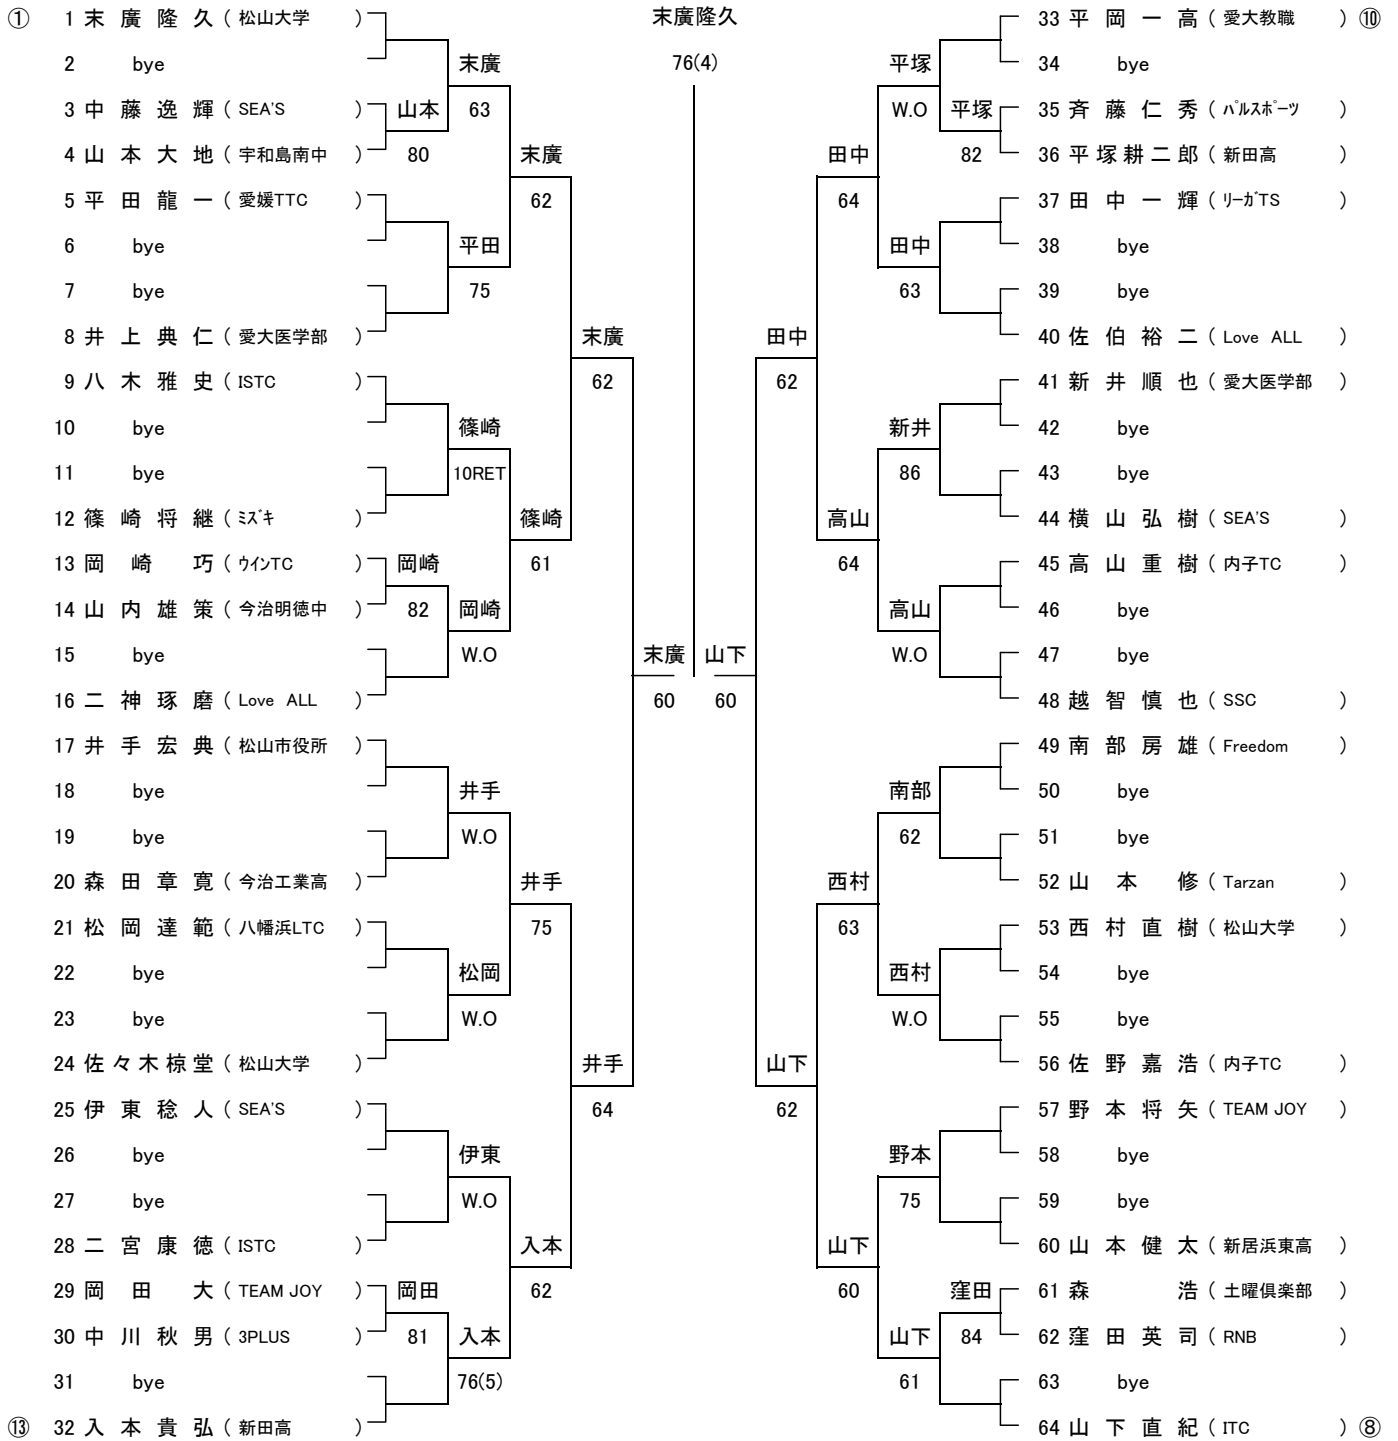 ① 1 末廣隆久 ( 松山大学 )
2 bye
3 中藤逸輝 ( SEA'S )
4 山本大地 ( 宇和島南中 )
5 平田龍一 ( 愛媛TTC )
6 bye
7 bye
8 井上典仁 ( 愛大医学部 )
9 八木雅史 ( ISTC )
10 bye
11 bye
12 篠崎将継 ( ﾐｽﾞｷ )
13 岡崎巧 ( ｳｲﾝTC )
14 山内雄策 ( 今治明徳中 )
15 bye
16 二神琢磨 ( Love ALL )
17 井手宏典 ( 松山市役所 )
18 bye
19 bye
20 森田章寛 ( 今治工業高 )
21 松岡達範 ( 八幡浜LTC )
22 bye
23 bye
24 佐々木椋堂 ( 松山大学 )
25 伊東稔人 ( SEA'S )
26 bye
27 bye
28 二宮康徳 ( ISTC )
29 岡田大 ( TEAM JOY )
30 中川秋男 ( 3PLUS )
31 bye
⑬ 32 入本貴弘 ( 新田高 )
山本
80
岡崎
82
岡田
81
末廣
63
平田
75
篠崎
10RET
岡崎
W.O
井手
W.O
松岡
W.O
伊東
W.O
入本
76(5)
末廣
62
篠崎
61
井手
75
入本
62
末廣
62
井手
64
末廣
60
末廣隆久
76(4)
山下
60
田中
62
山下
62
田中
64
高山
64
西村
63
山下
60
平塚
W.O
田中
63
新井
86
高山
W.O
南部
62
西村
W.O
野本
75
山下
61
平塚
82
窪田
84
33 平岡一高 ( 愛大教職 ) ⑩
34 bye
35 斉藤仁秀 ( ﾊﾟﾙｽﾎﾟｰﾂ )
36 平塚耕二郎 ( 新田高 )
37 田中一輝 ( ﾘｰｶﾞTS )
38 bye
39 bye
40 佐伯裕二 ( Love ALL )
41 新井順也 ( 愛大医学部 )
42 bye
43 bye
44 横山弘樹 ( SEA'S )
45 高山重樹 ( 内子TC )
46 bye
47 bye
48 越智慎也 ( SSC )
49 南部房雄 ( Freedom )
50 bye
51 bye
52 山本修 ( Tarzan )
53 西村直樹 ( 松山大学 )
54 bye
55 bye
56 佐野嘉浩 ( 内子TC )
57 野本将矢 ( TEAM JOY )
58 bye
59 bye
60 山本健太 ( 新居浜東高 )
61 森浩 ( 土曜倶楽部 )
62 窪田英司 ( RNB )
63 bye
64 山下直紀 ( ITC ) ⑧